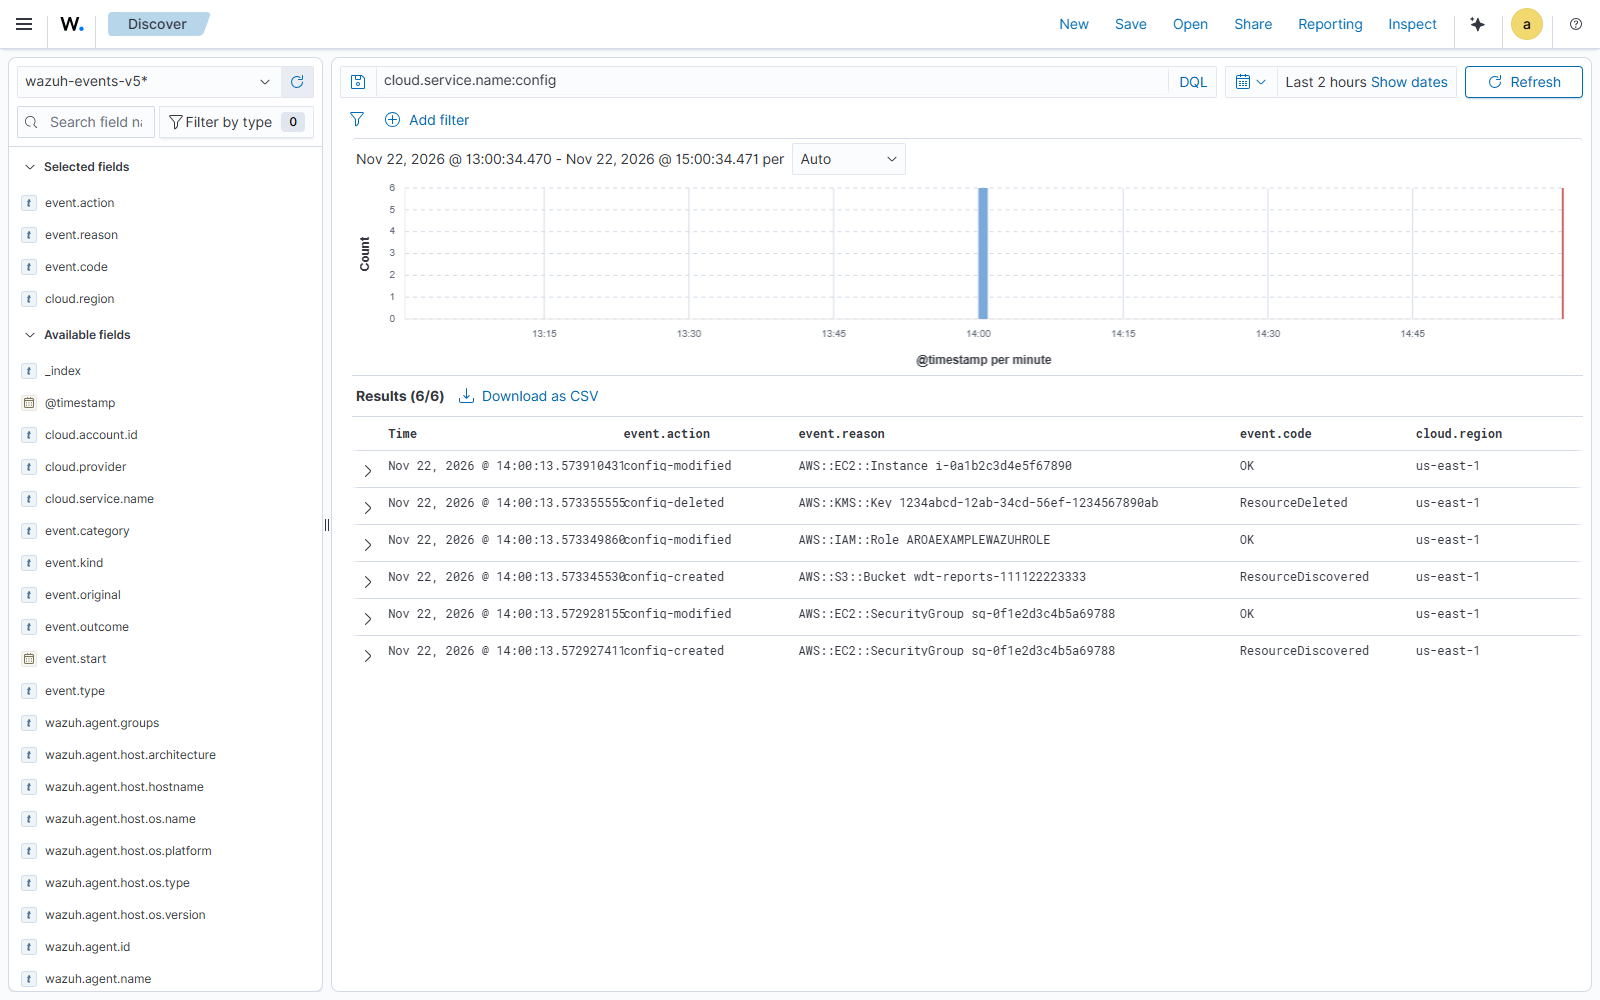 W.
Discover
New
Save
Open
Share
Reporting
Inspect
a
wazuh-events-v5*
cloud.service.name:config
DQL
Last 2 hours Show dates
Refresh
Search field n
Filter by type 0
Add filter
Selected fields
t event.action
t event.reason
t event.code
t cloud.region
Available fields
t _index
@timestamp
t cloud.account.id
t cloud.provider
t cloud.service.name
t event.category
t event.kind
t event.original
t event.outcome
event.start
t event.type
t wazuh.agent.groups
t wazuh.agent.host.architecture
t wazuh.agent.host.hostname
t wazuh.agent.host.os.name
t wazuh.agent.host.os.platform
t wazuh.agent.host.os.type
t wazuh.agent.host.os.version
t wazuh.agent.id
t wazuh.agent.name
Nov 22, 2026 @ 13:00:34.470 - Nov 22, 2026 @ 15:00:34.471 per Auto
Count
6
5
4
3
2
1
0
13:15 13:30 13:45 14:00 14:15 14:30 14:45
@timestamp per minute
Results (6/6) Download as CSV
Time event.action event.reason event.code cloud.region
Nov 22, 2026 @ 14:00:13.573910431 config-modified AWS::EC2::Instance i-0a1b2c3d4e5f67890 OK us-east-1
Nov 22, 2026 @ 14:00:13.573355555 config-deleted AWS::KMS::Key 1234abcd-12ab-34cd-56ef-1234567890ab ResourceDeleted us-east-1
Nov 22, 2026 @ 14:00:13.573349860 config-modified AWS::IAM::Role AROAEXAMPLEWAZUHROLE OK us-east-1
Nov 22, 2026 @ 14:00:13.573345530 config-created AWS::S3::Bucket wdt-reports-111122223333 ResourceDiscovered us-east-1
Nov 22, 2026 @ 14:00:13.572928155 config-modified AWS::EC2::SecurityGroup sg-0f1e2d3c4b5a69788 OK us-east-1
Nov 22, 2026 @ 14:00:13.572927411 config-created AWS::EC2::SecurityGroup sg-0f1e2d3c4b5a69788 ResourceDiscovered us-east-1